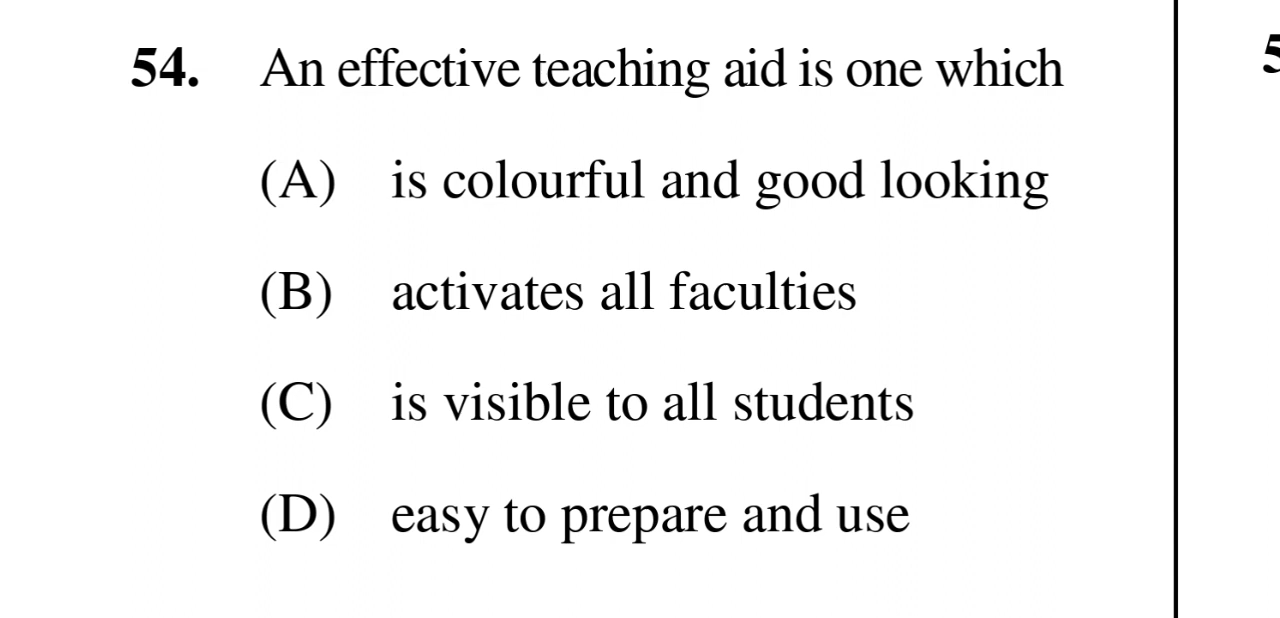 54. An effective teaching aid is one which
(A) is colourful and good looking
(B) activates all faculties
(C) is visible to all students
(D) easy to prepare and use